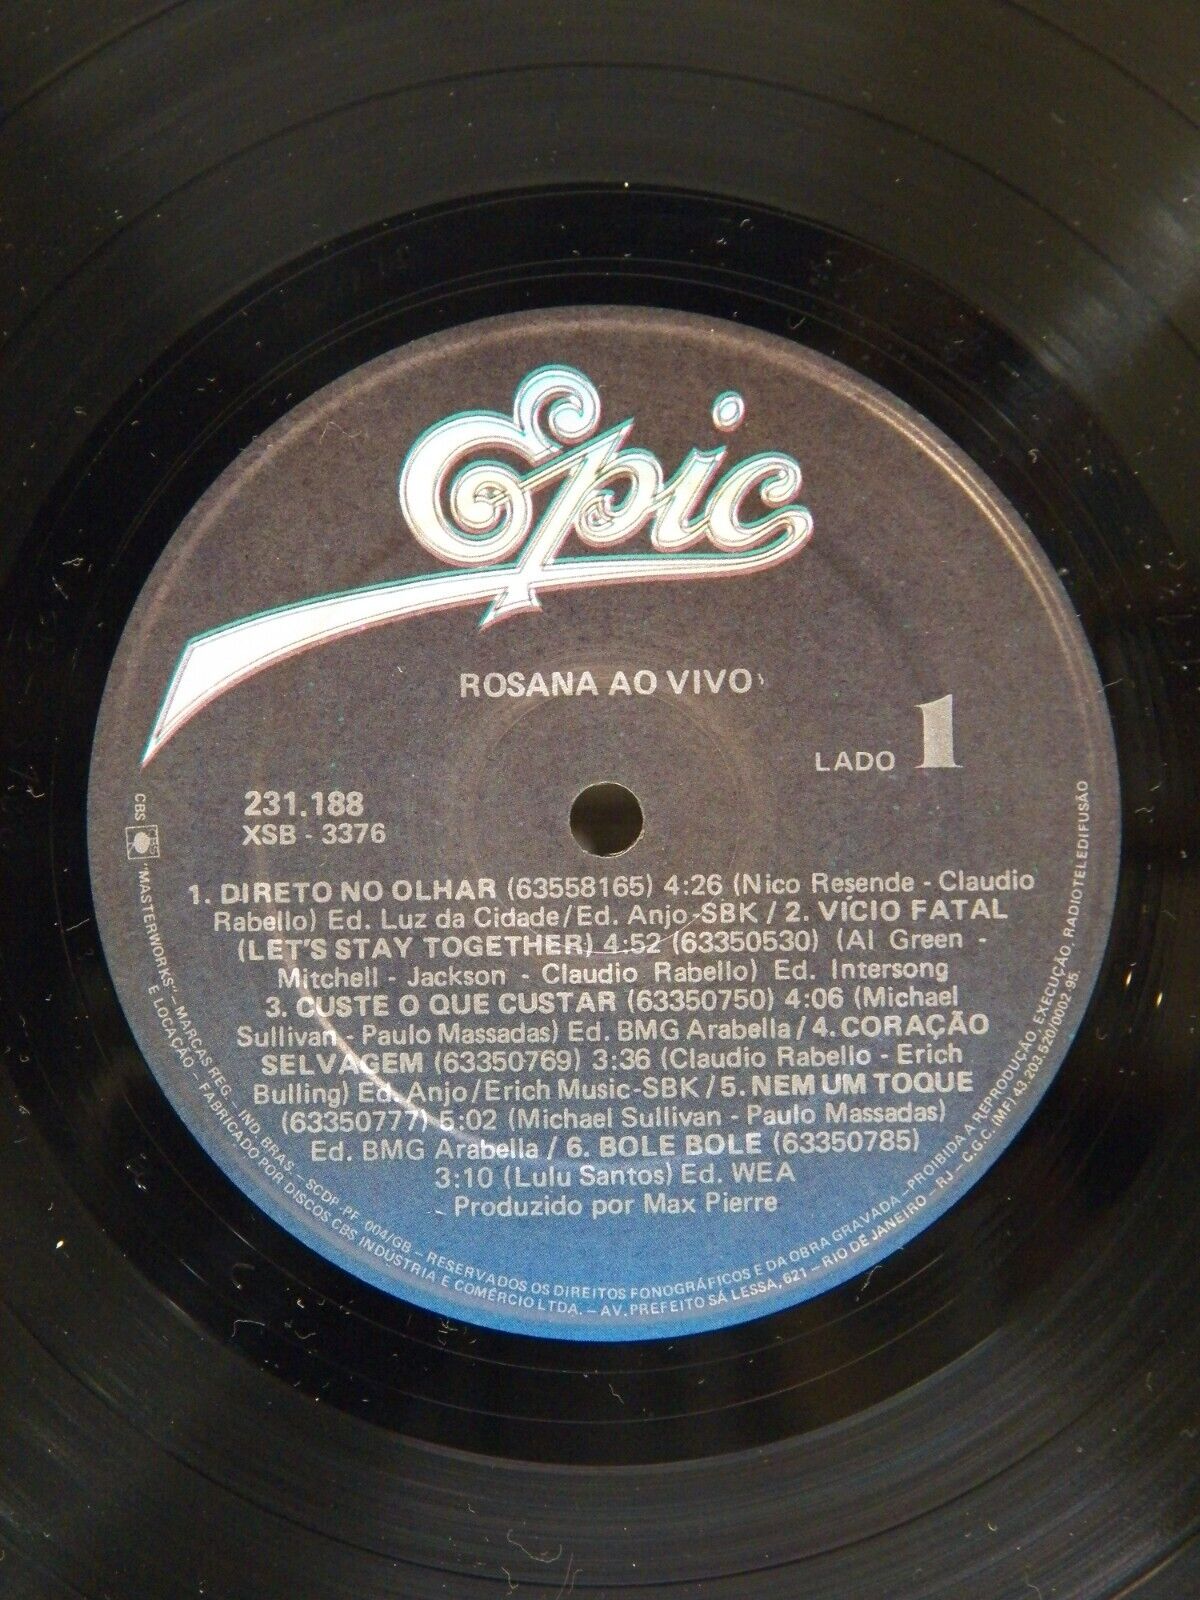 Epic
ROSANA AO VIVO
LADO 1
231.188
XSB - 3376
1. DIRETO NO OLHAR (63558165) 4:26 (Nico Resende - Claudio
Rabello) Ed. Luz da Cidade/Ed. Anjo-SBK / 2. VÍCIO FATAL
(LET'S STAY TOGETHER) 4:52 (63350530) (Al Green -
Mitchell - Jackson - Claudio Rabello) Ed. Intersong
3. CUSTE O QUE CUSTAR (63350750) 4:06 (Michael
Sullivan - Paulo Massadas) Ed. BMG Arabella / 4. CORAÇÃO
SELVAGEM (63350769) 3:36 (Claudio Rabello - Erich
Bulling) Ed. Anjo/Erich Music-SBK / 5. NEM UM TOQUE
(63350777) 5:02 (Michael Sullivan - Paulo Massadas)
Ed. BMG Arabella / 6. BOLE BOLE (63350785)
3:10 (Lulu Santos) Ed. WEA
Produzido por Max Pierre
CBS "MASTERWORKS" - MARCAS REG. - IND. BRAS. - SCDP-PF 004/GB - RESERVADOS OS DIREITOS FONOGRÁFICOS E DA OBRA GRAVADA - PROIBIDA A REPRODUÇÃO, EXECUÇÃO, RADIOTELEDIFUSÃO
E LOCAÇÃO - FABRICADO POR DISCOS CBS INDÚSTRIA E COMÉRCIO LTDA. - AV. PREFEITO SÁ LESSA, 621 - RIO DE JANEIRO - RJ - C.G.C. (MF) 43.203.520/0002-95.